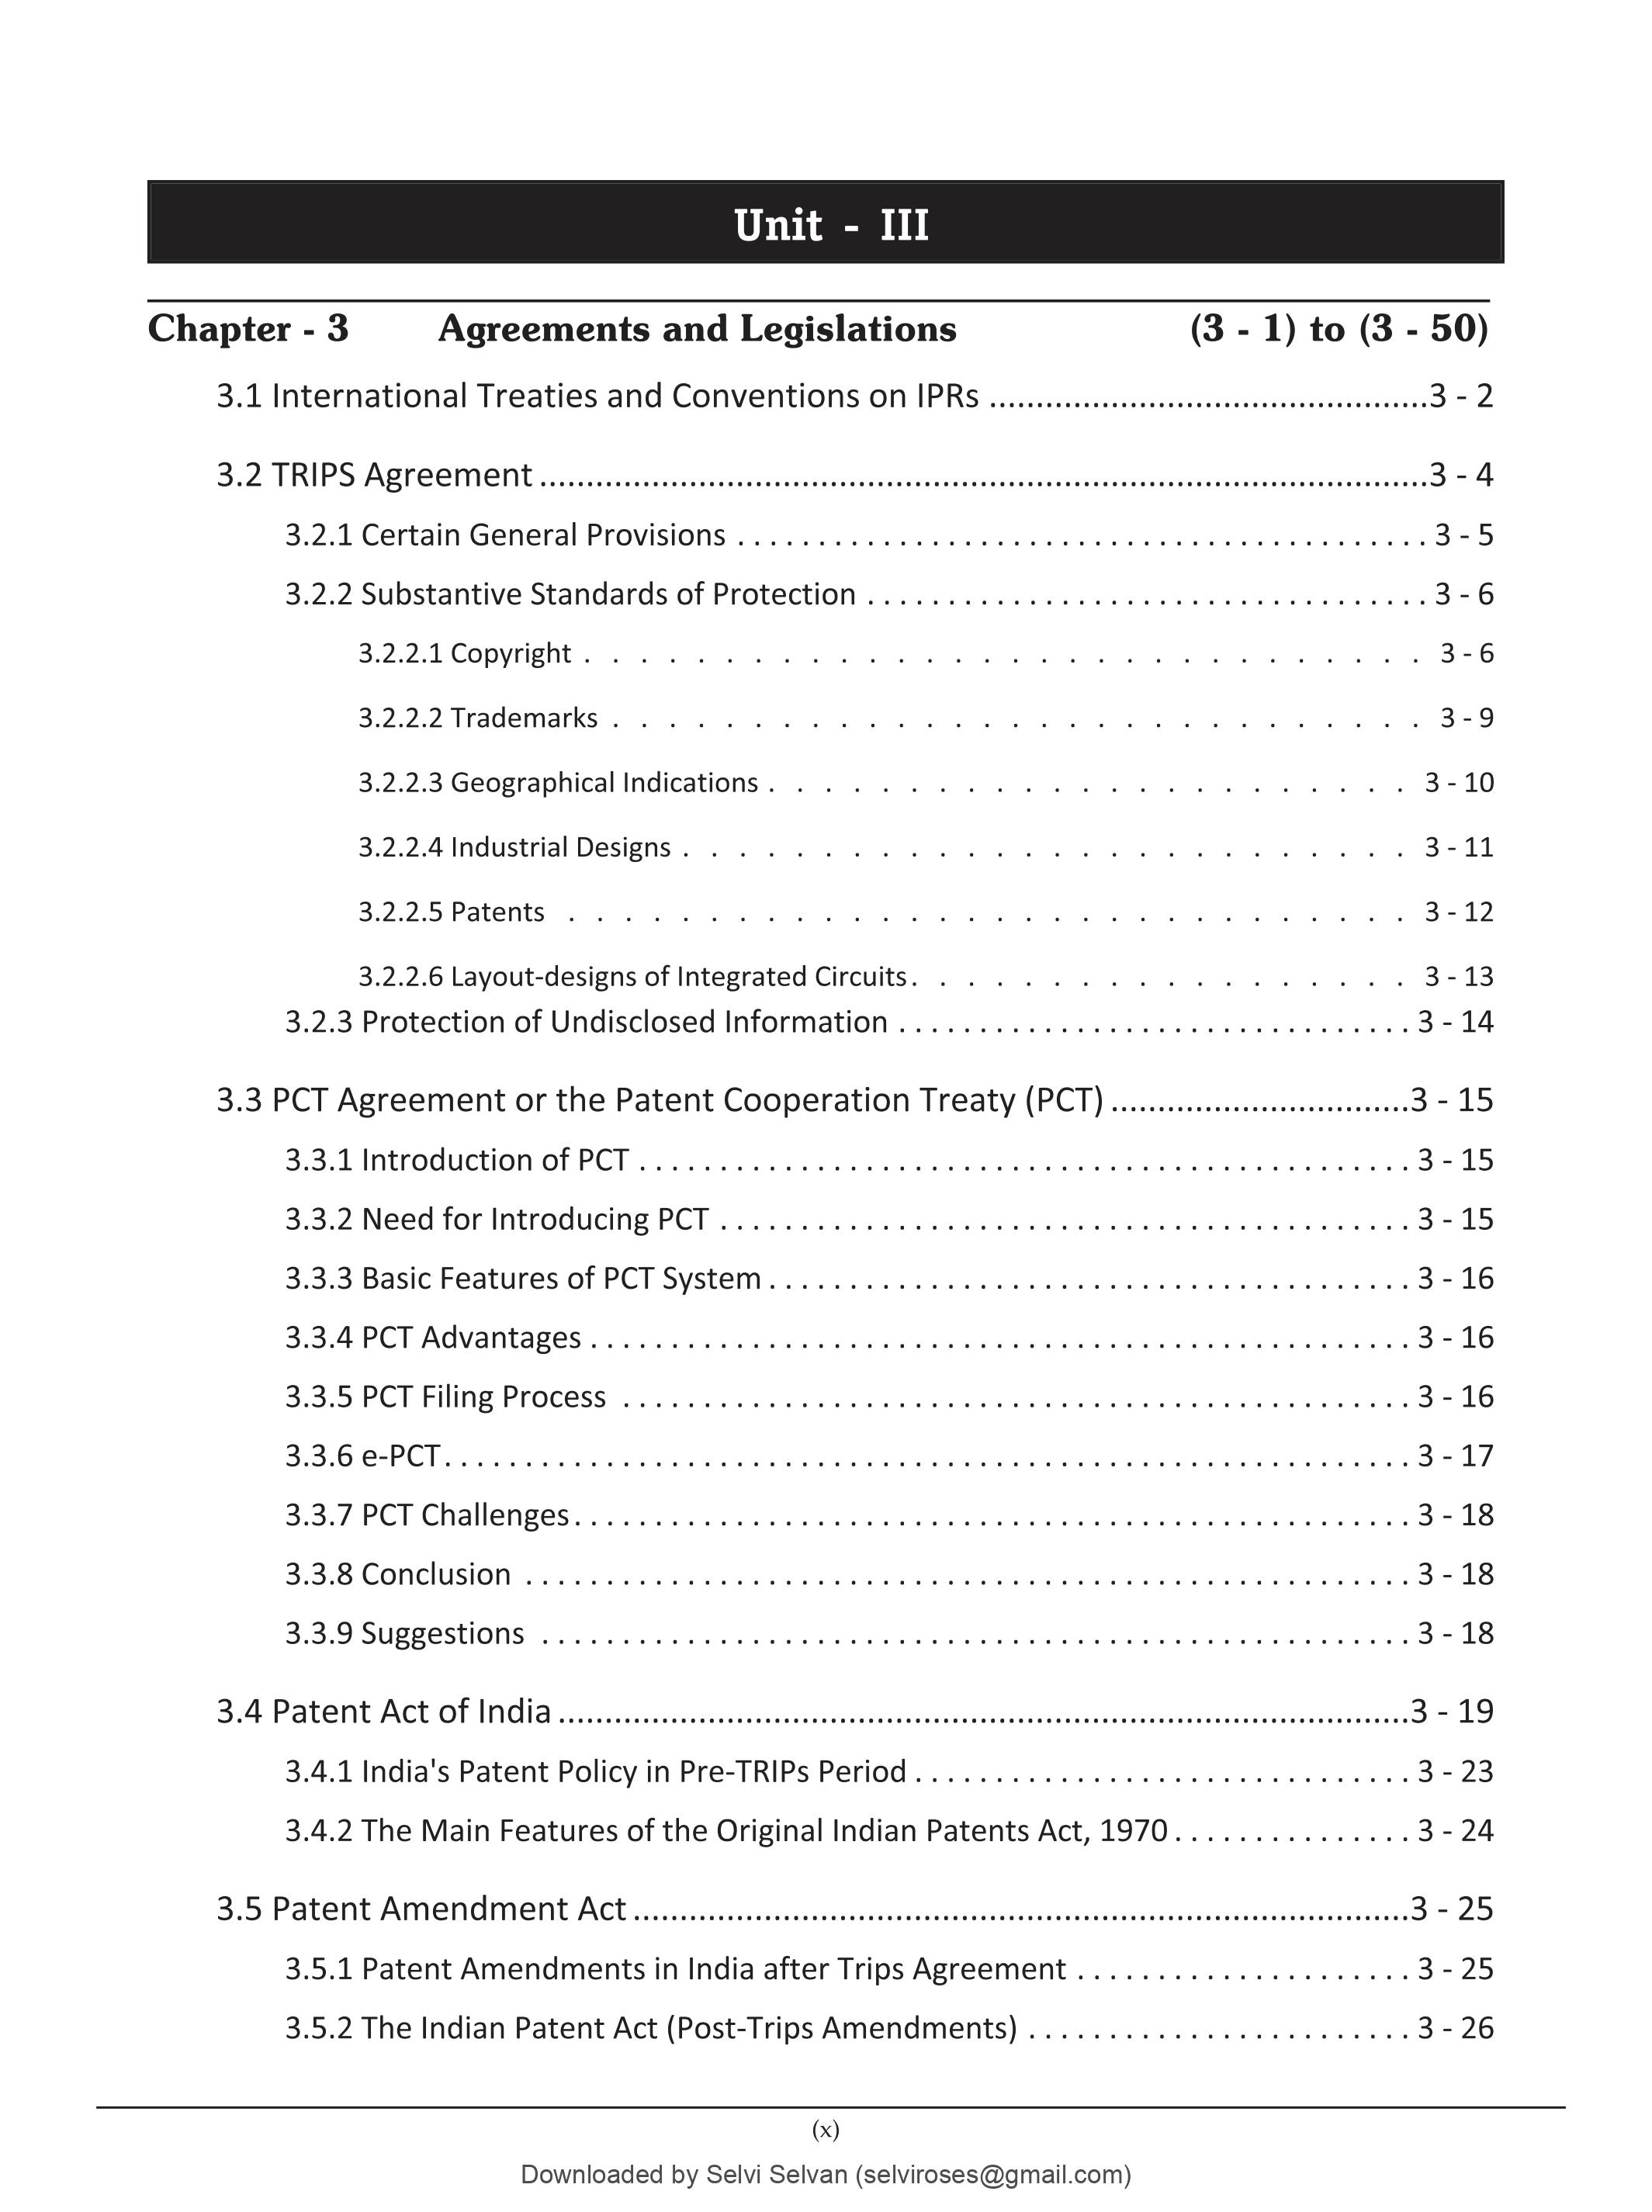 Unit - III
Chapter - 3 Agreements and Legislations (3 - 1) to (3 - 50)
3.1 International Treaties and Conventions on IPRs ................................................3 - 2
3.2 TRIPS Agreement ................................................................................................3 - 4
3.2.1 Certain General Provisions . . . . . . . . . . . . . . . . . . . . . . . . . . . . . . . . . . . . . . . . . . . 3 - 5
3.2.2 Substantive Standards of Protection . . . . . . . . . . . . . . . . . . . . . . . . . . . . . . . . . . . 3 - 6
3.2.2.1 Copyright . . . . . . . . . . . . . . . . . . . . . . . . . . . . . . 3 - 6
3.2.2.2 Trademarks . . . . . . . . . . . . . . . . . . . . . . . . . . . . . 3 - 9
3.2.2.3 Geographical Indications . . . . . . . . . . . . . . . . . . . . . . . 3 - 10
3.2.2.4 Industrial Designs . . . . . . . . . . . . . . . . . . . . . . . . . . 3 - 11
3.2.2.5 Patents . . . . . . . . . . . . . . . . . . . . . . . . . . . . . . 3 - 12
3.2.2.6 Layout-designs of Integrated Circuits . . . . . . . . . . . . . . . . . . 3 - 13
3.2.3 Protection of Undisclosed Information . . . . . . . . . . . . . . . . . . . . . . . . . . . . . . . . 3 - 14
3.3 PCT Agreement or the Patent Cooperation Treaty (PCT) ................................3 - 15
3.3.1 Introduction of PCT . . . . . . . . . . . . . . . . . . . . . . . . . . . . . . . . . . . . . . . . . . . . . . . . 3 - 15
3.3.2 Need for Introducing PCT . . . . . . . . . . . . . . . . . . . . . . . . . . . . . . . . . . . . . . . . . . . 3 - 15
3.3.3 Basic Features of PCT System . . . . . . . . . . . . . . . . . . . . . . . . . . . . . . . . . . . . . . . . 3 - 16
3.3.4 PCT Advantages . . . . . . . . . . . . . . . . . . . . . . . . . . . . . . . . . . . . . . . . . . . . . . . . . . . 3 - 16
3.3.5 PCT Filing Process . . . . . . . . . . . . . . . . . . . . . . . . . . . . . . . . . . . . . . . . . . . . . . . . . 3 - 16
3.3.6 e-PCT . . . . . . . . . . . . . . . . . . . . . . . . . . . . . . . . . . . . . . . . . . . . . . . . . . . . . . . . . . . . 3 - 17
3.3.7 PCT Challenges . . . . . . . . . . . . . . . . . . . . . . . . . . . . . . . . . . . . . . . . . . . . . . . . . . . . 3 - 18
3.3.8 Conclusion . . . . . . . . . . . . . . . . . . . . . . . . . . . . . . . . . . . . . . . . . . . . . . . . . . . . . . . 3 - 18
3.3.9 Suggestions . . . . . . . . . . . . . . . . . . . . . . . . . . . . . . . . . . . . . . . . . . . . . . . . . . . . . . 3 - 18
3.4 Patent Act of India ............................................................................................3 - 19
3.4.1 India's Patent Policy in Pre-TRIPs Period . . . . . . . . . . . . . . . . . . . . . . . . . . . . . . . 3 - 23
3.4.2 The Main Features of the Original Indian Patents Act, 1970 . . . . . . . . . . . . . . . 3 - 24
3.5 Patent Amendment Act ....................................................................................3 - 25
3.5.1 Patent Amendments in India after Trips Agreement . . . . . . . . . . . . . . . . . . . . . 3 - 25
3.5.2 The Indian Patent Act (Post-Trips Amendments) . . . . . . . . . . . . . . . . . . . . . . . . 3 - 26
(x)
Downloaded by Selvi Selvan (selviroses@gmail.com)